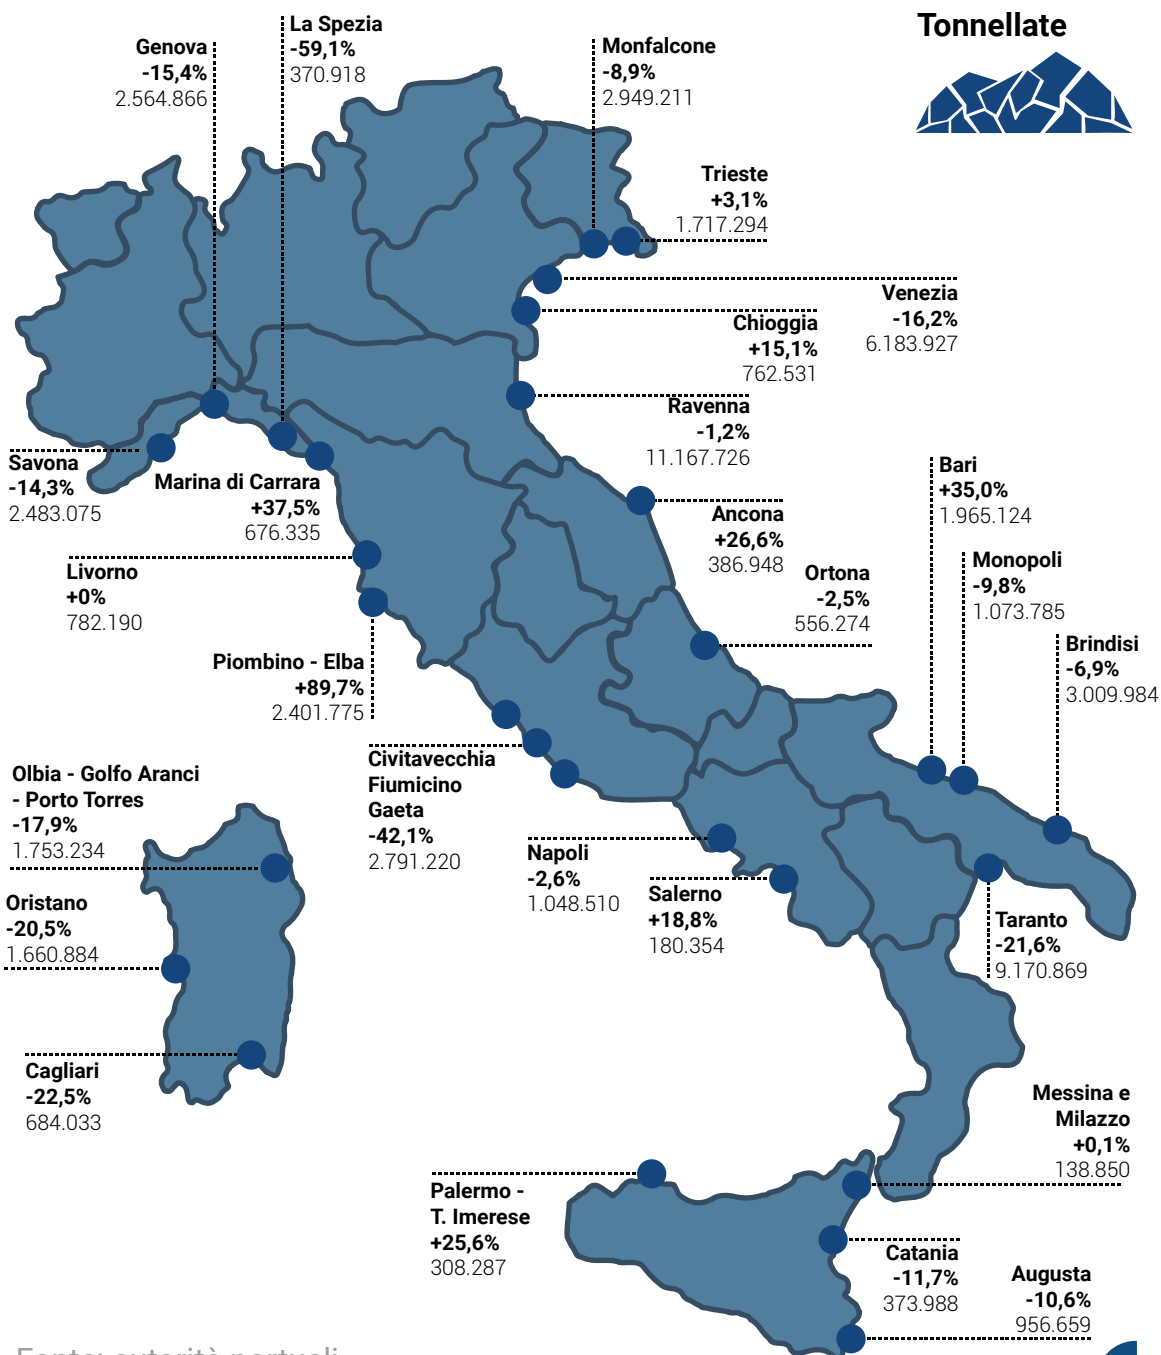 Tonnellate
La Spezia
-59,1%
370.918
Genova
-15,4%
2.564.866
Monfalcone
-8,9%
2.949.211
Trieste
+3,1%
1.717.294
Venezia
-16,2%
6.183.927
Chioggia
+15,1%
762.531
Ravenna
-1,2%
11.167.726
Savona
-14,3%
2.483.075
Marina di Carrara
+37,5%
676.335
Bari
+35,0%
1.965.124
Ancona
+26,6%
386.948
Livorno
+0%
782.190
Ortona
-2,5%
556.274
Monopoli
-9,8%
1.073.785
Brindisi
-6,9%
3.009.984
Piombino - Elba
+89,7%
2.401.775
Civitavecchia
Fiumicino
Gaeta
-42,1%
2.791.220
Olbia - Golfo Aranci
- Porto Torres
-17,9%
1.753.234
Napoli
-2,6%
1.048.510
Salerno
+18,8%
180.354
Oristano
-20,5%
1.660.884
Taranto
-21,6%
9.170.869
Cagliari
-22,5%
684.033
Messina e
Milazzo
+0,1%
138.850
Palermo -
T. Imerese
+25,6%
308.287
Catania
-11,7%
373.988
Augusta
-10,6%
956.659
Fonte: autorità portuali